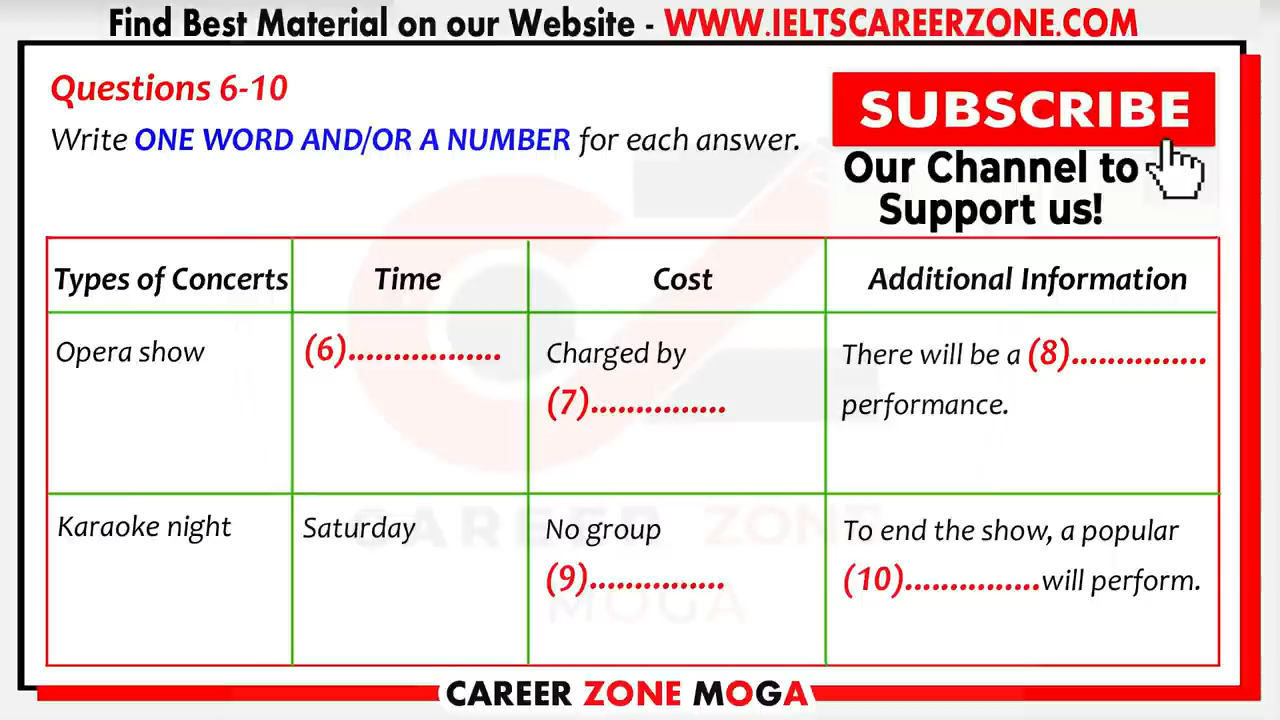 Find Best Material on our Website - WWW.IELTSCAREERZONE.COM
Questions 6-10
Write ONE WORD AND/OR A NUMBER for each answer.
SUBSCRIBE
Our Channel to
Support us!
Types of Concerts
Time
Cost
Additional Information
Opera show
(6).................
Charged by
(7)...............
There will be a (8)...............
performance.
Karaoke night
Saturday
No group
(9)...............
To end the show, a popular
(10)...............will perform.
CAREER ZONE
MOGA
CAREER ZONE MOGA